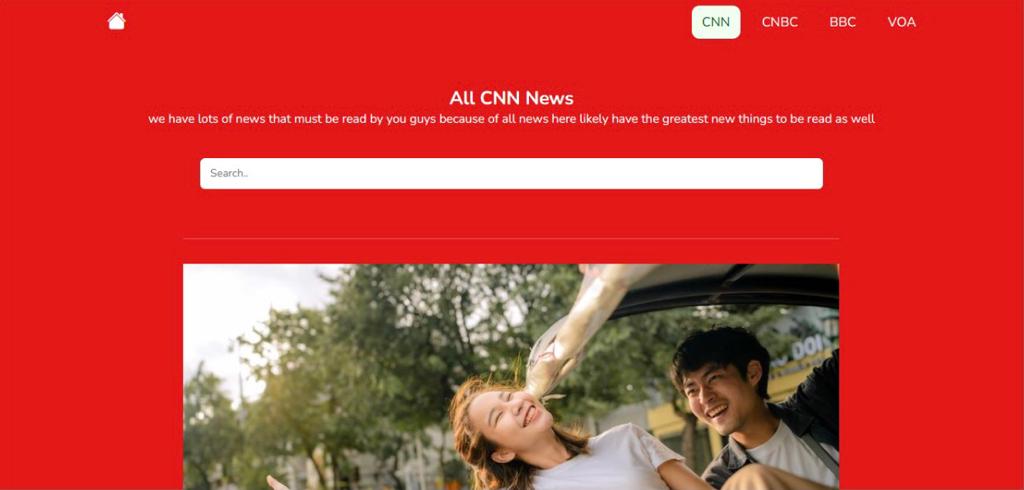 CNN CNBC BBC VOA
All CNN News
we have lots of news that must be read by you guys because of all news here likely have the greatest new things to be read as well
Search..